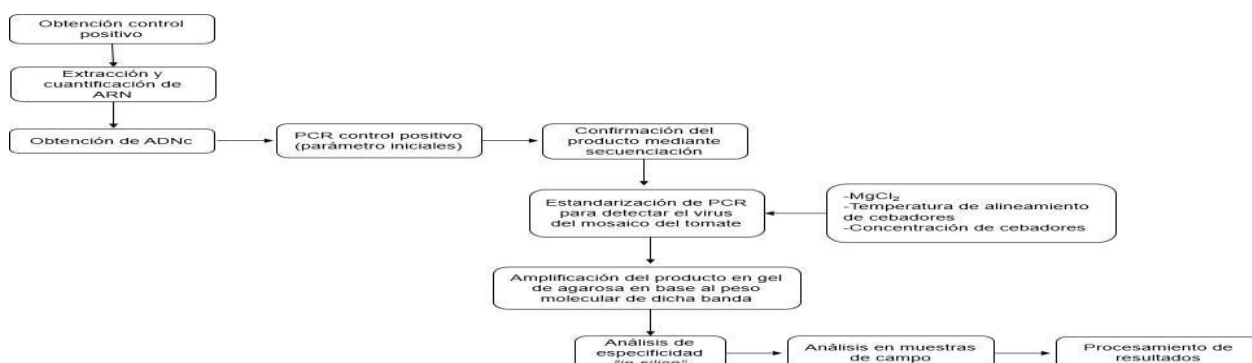 Obtención control
positivo
Extracción y
cuantificación de
ARN
Obtención de ADNc
PCR control positivo
(parámetro iniciales)
Confirmación del
producto mediante
secuenciación
Estandarización de PCR
para detectar el virus
del mosaico del tomate
-MgCl₂
-Temperatura de alineamiento
de cebadores
-Concentración de cebadores
Amplificación del producto en gel
de agarosa en base al peso
molecular de dicha banda
Análisis de
especificidad
"in silico"
Análisis en muestras
de campo
Procesamiento de
resultados